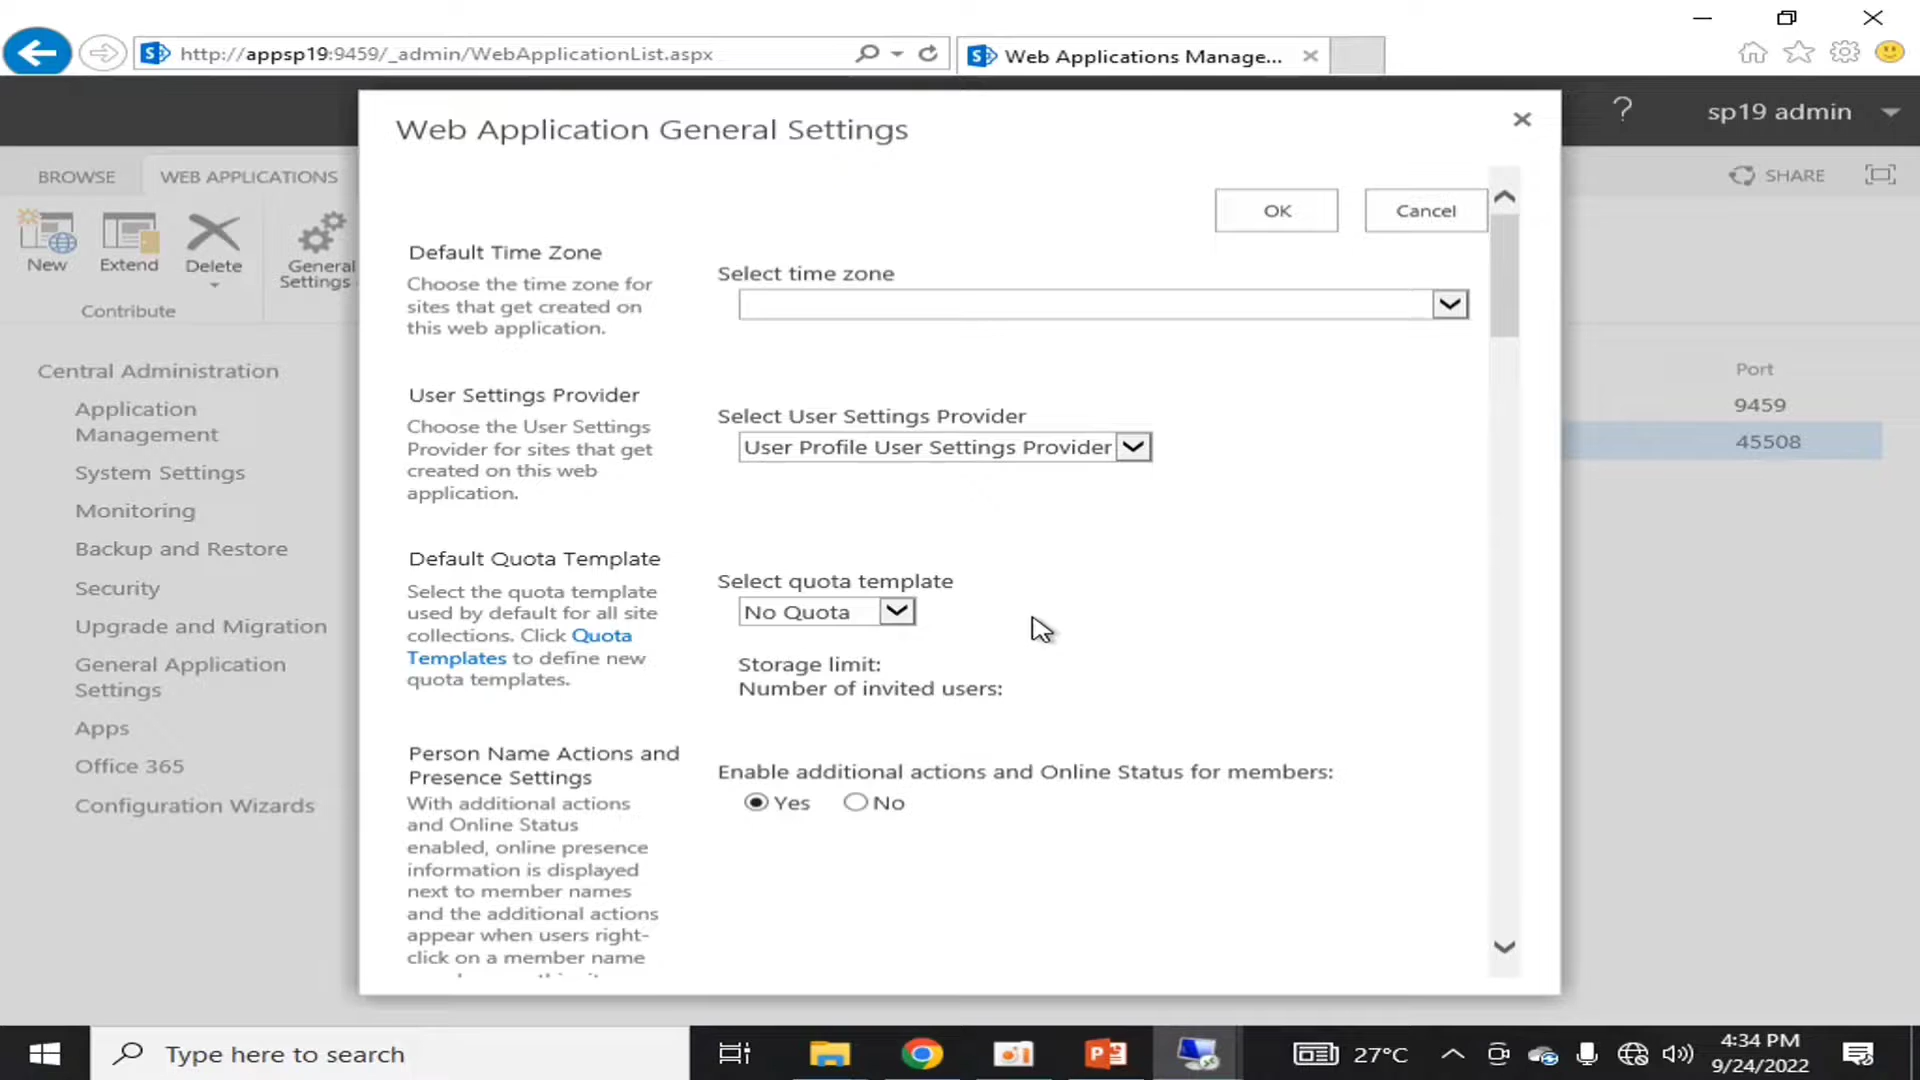 http://appsp19:9459/_admin/WebApplicationList.aspx
Web Applications Manage...
sp19 admin
BROWSE
WEB APPLICATIONS
SHARE
New
Extend
Delete
General
Settings
Contribute
Central Administration
Application
Management
System Settings
Monitoring
Backup and Restore
Security
Upgrade and Migration
General Application
Settings
Apps
Office 365
Configuration Wizards
Web Application General Settings
OK
Cancel
Default Time Zone
Choose the time zone for
sites that get created on
this web application.
Select time zone
User Settings Provider
Choose the User Settings
Provider for sites that get
created on this web
application.
Select User Settings Provider
User Profile User Settings Provider
Default Quota Template
Select the quota template
used by default for all site
collections. Click Quota
Templates to define new
quota templates.
Select quota template
No Quota
Storage limit:
Number of invited users:
Person Name Actions and
Presence Settings
With additional actions
and Online Status
enabled, online presence
information is displayed
next to member names
and the additional actions
appear when users right-
click on a member name
Enable additional actions and Online Status for members:
Yes
No
Port
9459
45508
Type here to search
27°C
4:34 PM
9/24/2022